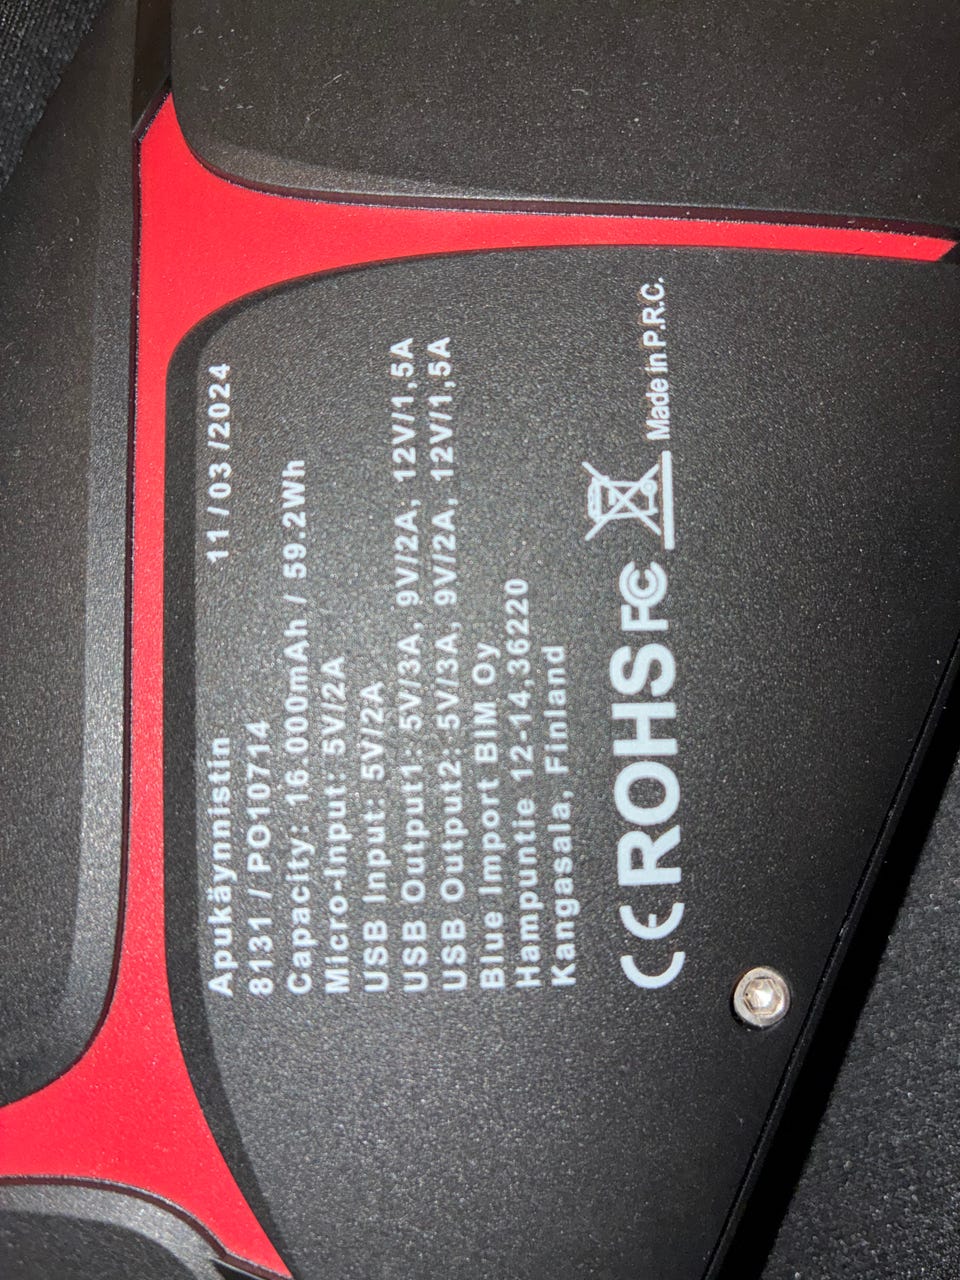 Apukäynnistin 11/03/2024
8131 / PO10714
Capacity: 16.000mAh / 59.2Wh
Micro-Input: 5V/2A
USB Input: 5V/2A
USB Output1: 5V/3A, 9V/2A, 12V/1,5A
USB Output2: 5V/3A, 9V/2A, 12V/1,5A
Blue Import BIM Oy
Hampuntie 12-14.36220
Kangasala, Finland
CE ROHS FC Made in P.R.C.